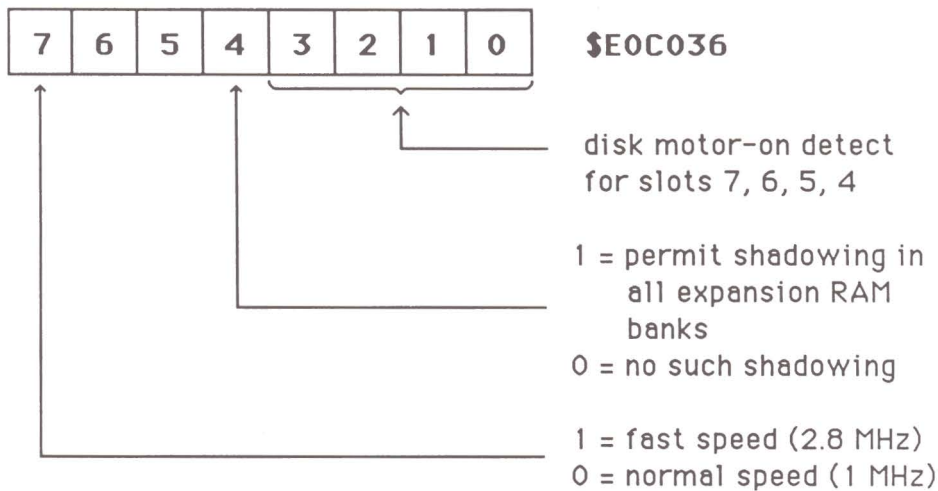 7 6 5 4 3 2 1 0 $E0C036
disk motor-on detect
for slots 7, 6, 5, 4
1 = permit shadowing in
all expansion RAM
banks
0 = no such shadowing
1 = fast speed (2.8 MHz)
0 = normal speed (1 MHz)